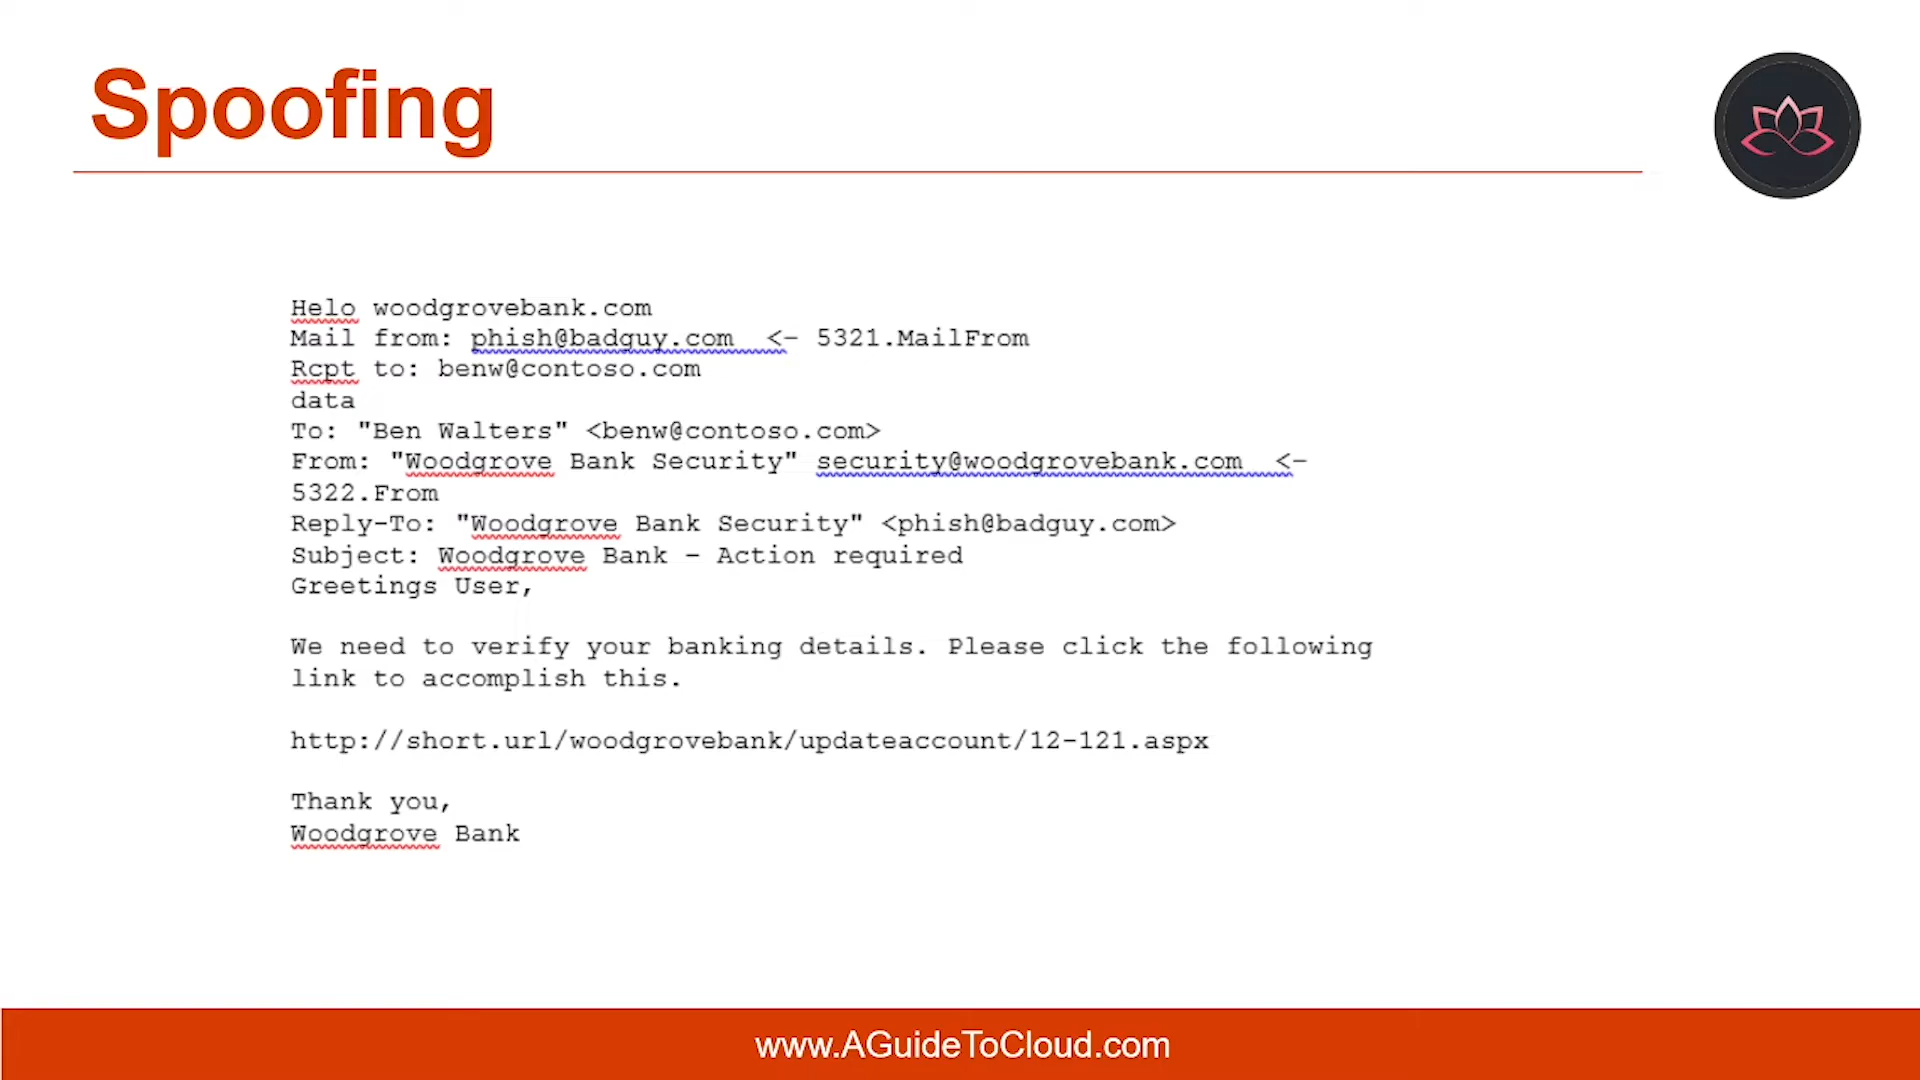 Spoofing
Helo woodgrovebank.com
Mail from: phish@badguy.com <- 5321.MailFrom
Rcpt to: benw@contoso.com
data
To: "Ben Walters" <benw@contoso.com>
From: "Woodgrove Bank Security" security@woodgrovebank.com <-
5322.From
Reply-To: "Woodgrove Bank Security" <phish@badguy.com>
Subject: Woodgrove Bank - Action required
Greetings User,
We need to verify your banking details. Please click the following
link to accomplish this.
http://short.url/woodgrovebank/updateaccount/12-121.aspx
Thank you,
Woodgrove Bank
www.AGuideToCloud.com